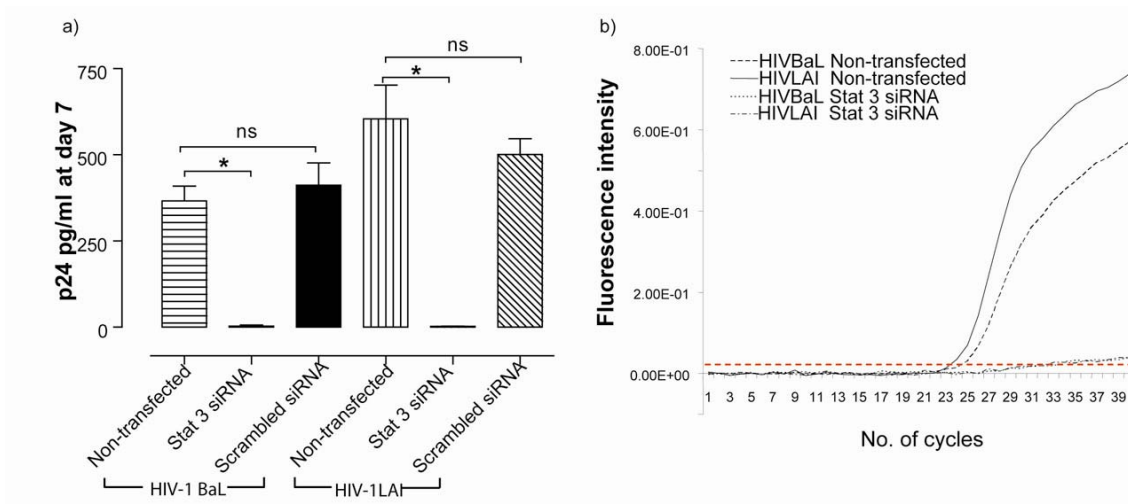 a)
ns
*
ns
*
p24 pg/ml at day 7
750
500
250
0
Non-transfected
Stat 3 siRNA
Scrambled siRNA
Non-transfected
Stat 3 siRNA
Scrambled siRNA
HIV-1 BaL
HIV-1LAI
b)
Fluorescence intensity
8.00E-01
6.00E-01
4.00E-01
2.00E-01
0.00E+00
HIVBaL Non-transfected
HIVLAI Non-transfected
HIVBaL Stat 3 siRNA
HIVLAI Stat 3 siRNA
1 3 5 7 9 11 13 15 17 19 21 23 25 27 29 31 33 35 37 39
No. of cycles